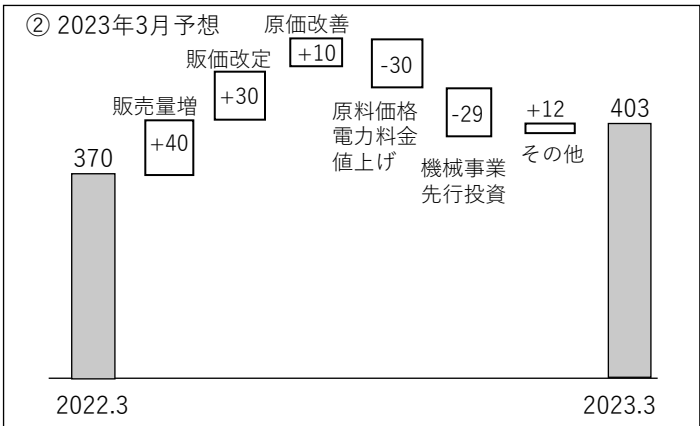 ② 2023年3月予想
原価改善
+10
販価改定
+30
-30
販売量増
+40
原料価格
電力料金
値上げ
-29
機械事業
先行投資
+12
その他
370
403
2022.3
2023.3